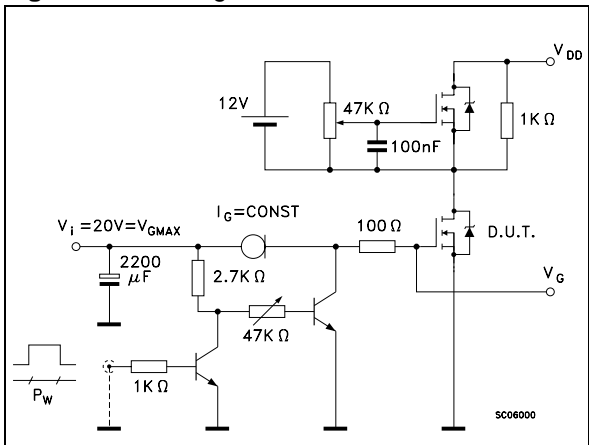 V DD
12V
47K Ω
1K Ω
100nF
I G =CONST
V i =20V=V GMAX
100 Ω
D.U.T.
2200
μF
2.7K Ω
V G
47K Ω
1K Ω
P W
SC06000